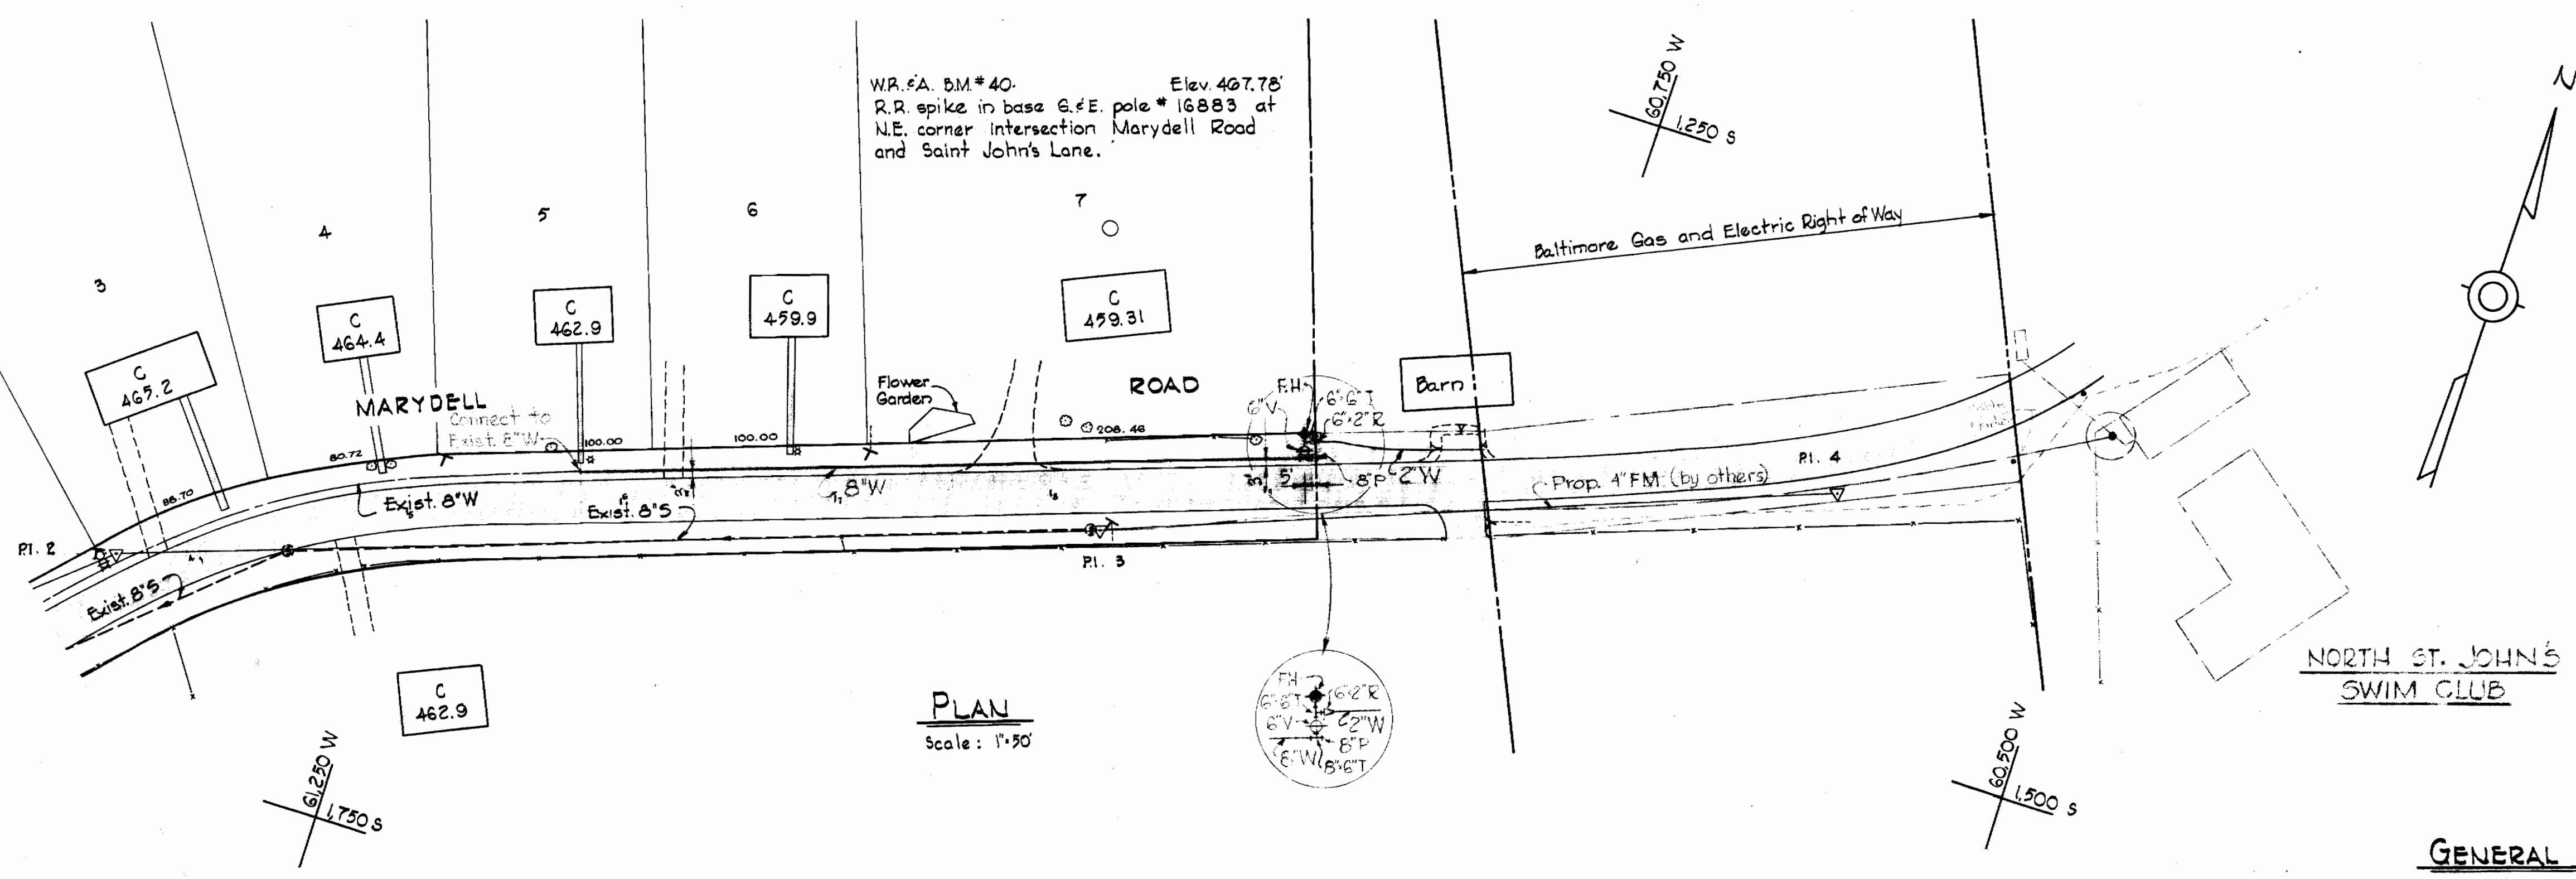 W.R.&A. B.M.#40. Elev. 467.78'
R.R. spike in base G.&E. pole # 16883 at
N.E. corner intersection Marydell Road
and Saint John's Lane.
60,750 W
1,250 S
N
3
4
5
6
7
Baltimore Gas and Electric Right of Way
C
465.2
C
464.4
C
462.9
C
459.9
C
459.31
MARYDELL
ROAD
Connect to
Exist. 8"W
Flower
Garden
Barn
F.H.
6"V
6"·6"T
6"·2"R
80.72
100.00
100.00
208.46
88.70
Exist. 8"W
Exist. 8"S
8"W
5'
8"P
2"W
P.I. 4
Prop. 4"FM (by others)
P.I. 2
Exist. 8"S
P.I. 3
C
462.9
PLAN
Scale: 1"=50'
F.H.
6"·6"T
6"·2"R
6"V
2"W
8"P
8"W
8"·6"T
NORTH ST. JOHN'S
SWIM CLUB
61,250 W
1,750 S
60,500 W
1,500 S
GENERAL